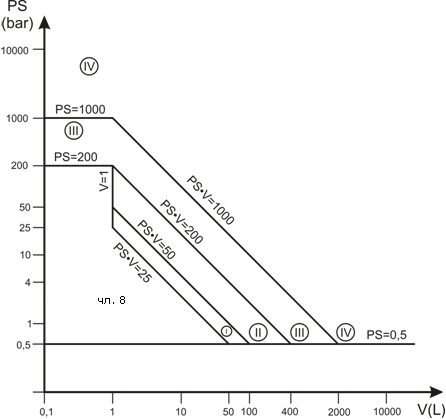 PS
(bar)
10000
IV
PS=1000
1000
III
PS=200
200
V=1
PS•V=1000
PS•V=200
PS•V=50
PS•V=25
50
25
10
4
чл. 8
1
I
II
III
IV
PS=0,5
0,5
0,1
1
10
50
100
400
2000
10000
V(L)